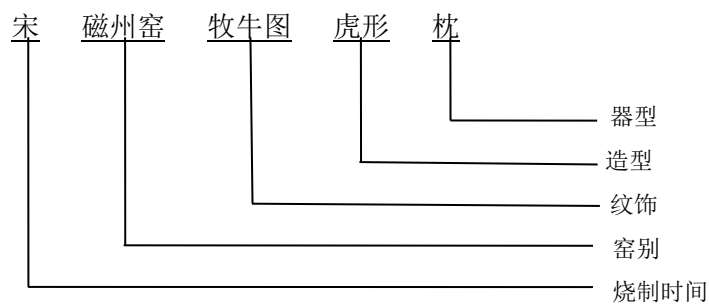 宋 磁州窑 牧牛图 虎形 枕
器型
造型
纹饰
窑别
烧制时间